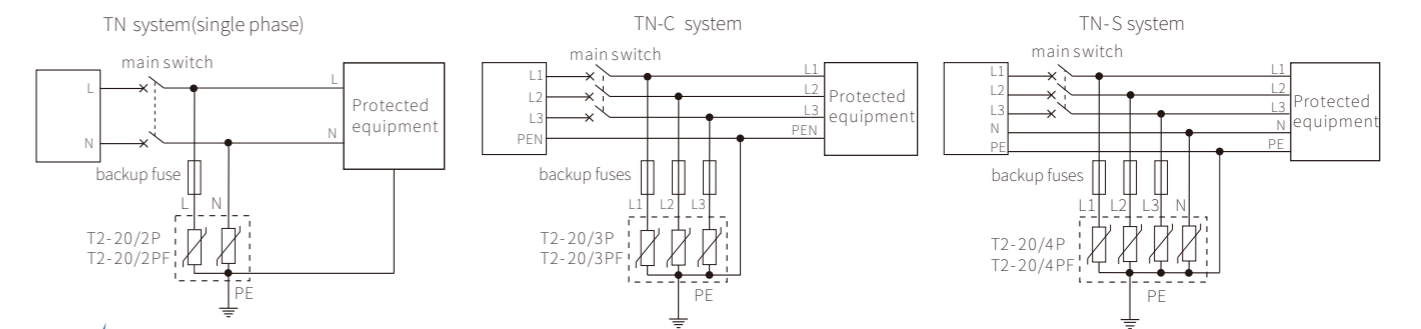 TN system(single phase)
main switch
L
N
L
N
Protected
equipment
backup fuse
L
N
T2-20/2P
T2-20/2PF
PE
TN-C system
main switch
L1
L2
L3
PEN
L1
L2
L3
PEN
Protected
equipment
backup fuses
L1
L2
L3
T2-20/3P
T2-20/3PF
PE
TN-S system
main switch
L1
L2
L3
N
PE
L1
L2
L3
N
PE
Protected
equipment
backup fuses
L1
L2
L3
N
T2-20/4P
T2-20/4PF
PE